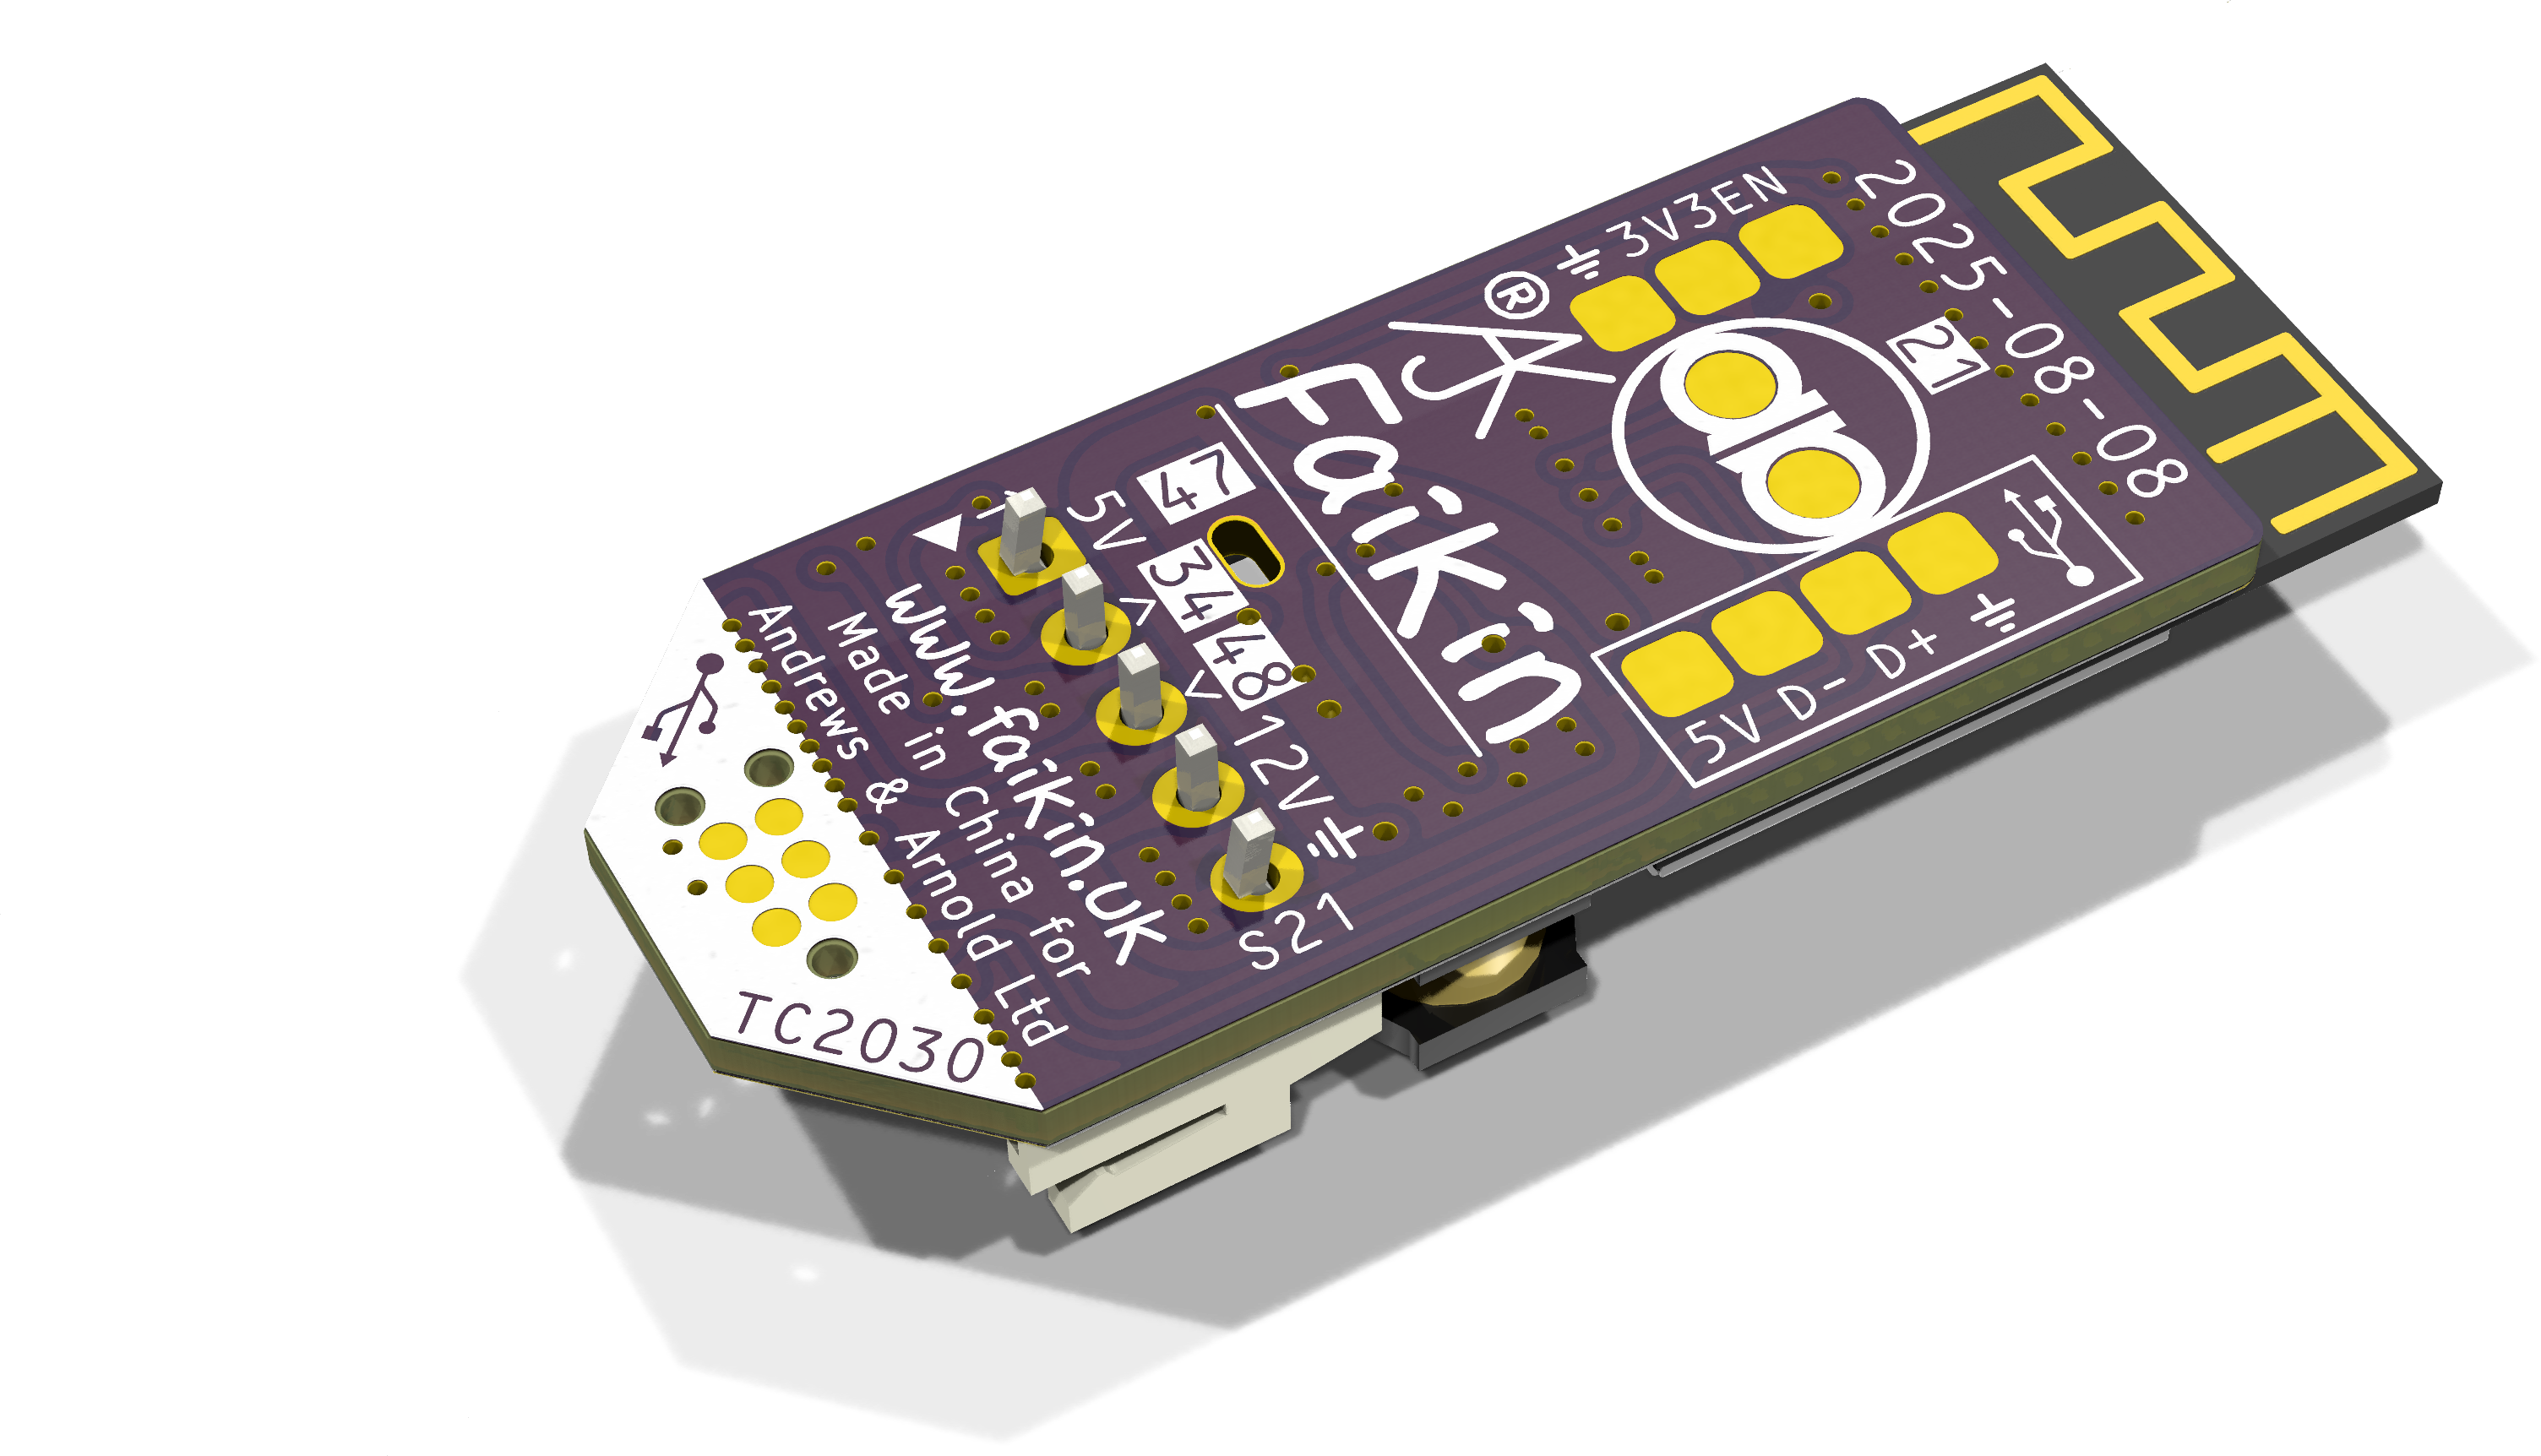 2025-08-08
21
3V3EN
®
AJK
Faikin
5V D- D+
47
34
48
5V
>
<
12V
S21
www.faikin.uk
Made in China for
Andrews & Arnold Ltd
TC2030